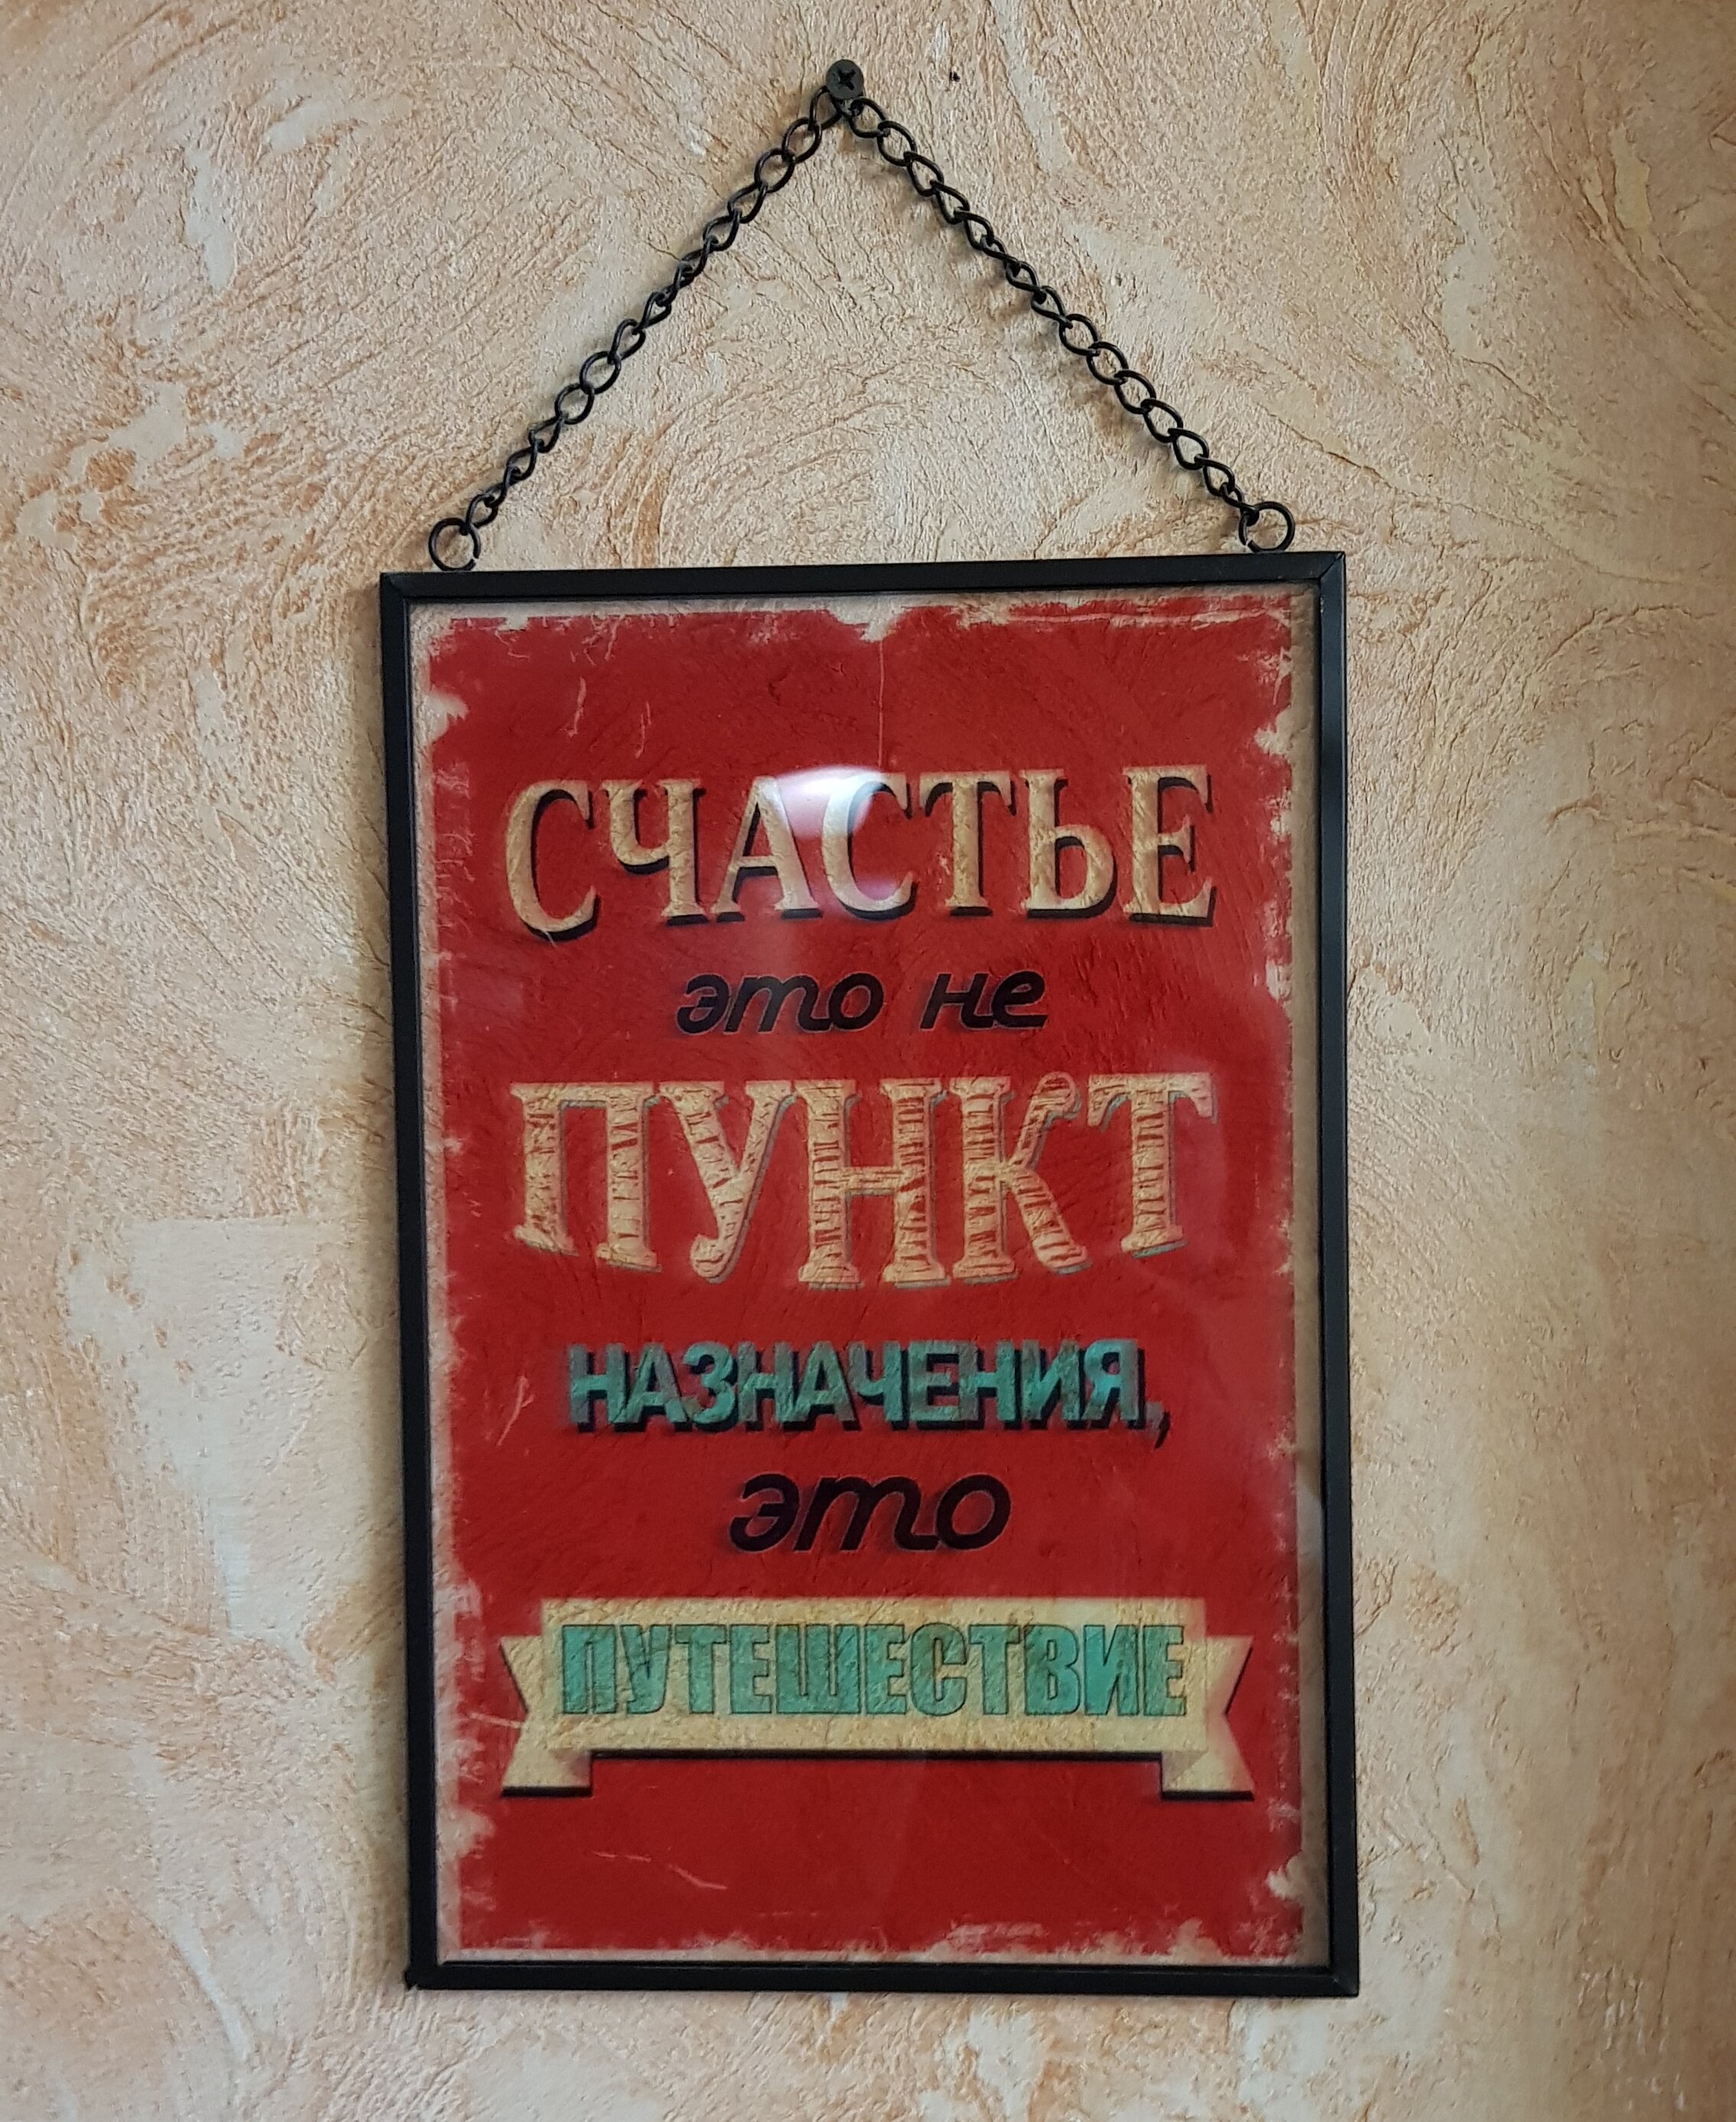 СЧАСТЬЕ
это не
ПУНКТ
НАЗНАЧЕНИЯ,
это
ПУТЕШЕСТВИЕ